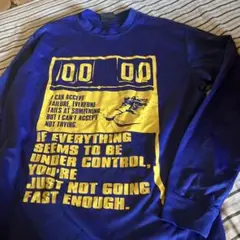 00 00
I CAN ACCEPT
FAILURE, EVERYONE
FAILS AT SOMETHING.
BUT I CAN'T ACCEPT
NOT TRYING.
IF EVERYTHING
SEEMS TO BE
UNDER CONTROL,
YOU'RE
JUST NOT GOING
FAST ENOUGH.